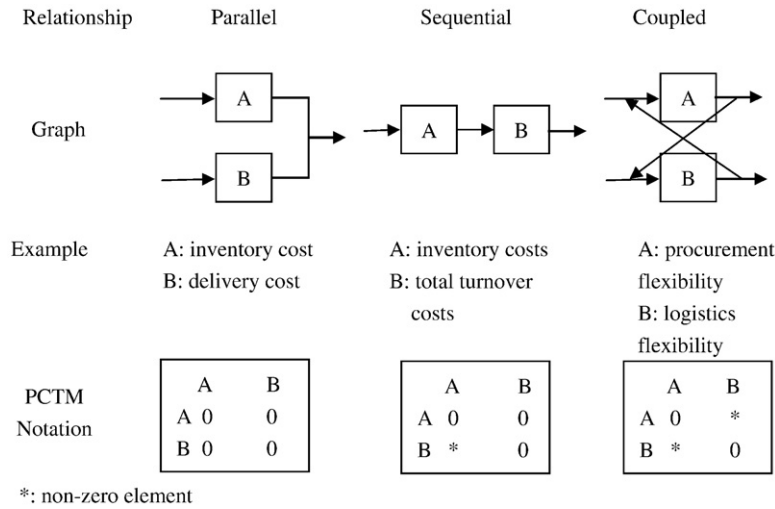 Relationship Parallel Sequential Coupled
A A
Graph A B
B B
Example A: inventory cost A: inventory costs A: procurement
B: delivery cost B: total turnover flexibility
costs B: logistics
flexibility
A B A B A B
PCTM A 0 0 A 0 0 A 0 *
Notation B 0 0 B * 0 B * 0
*: non-zero element